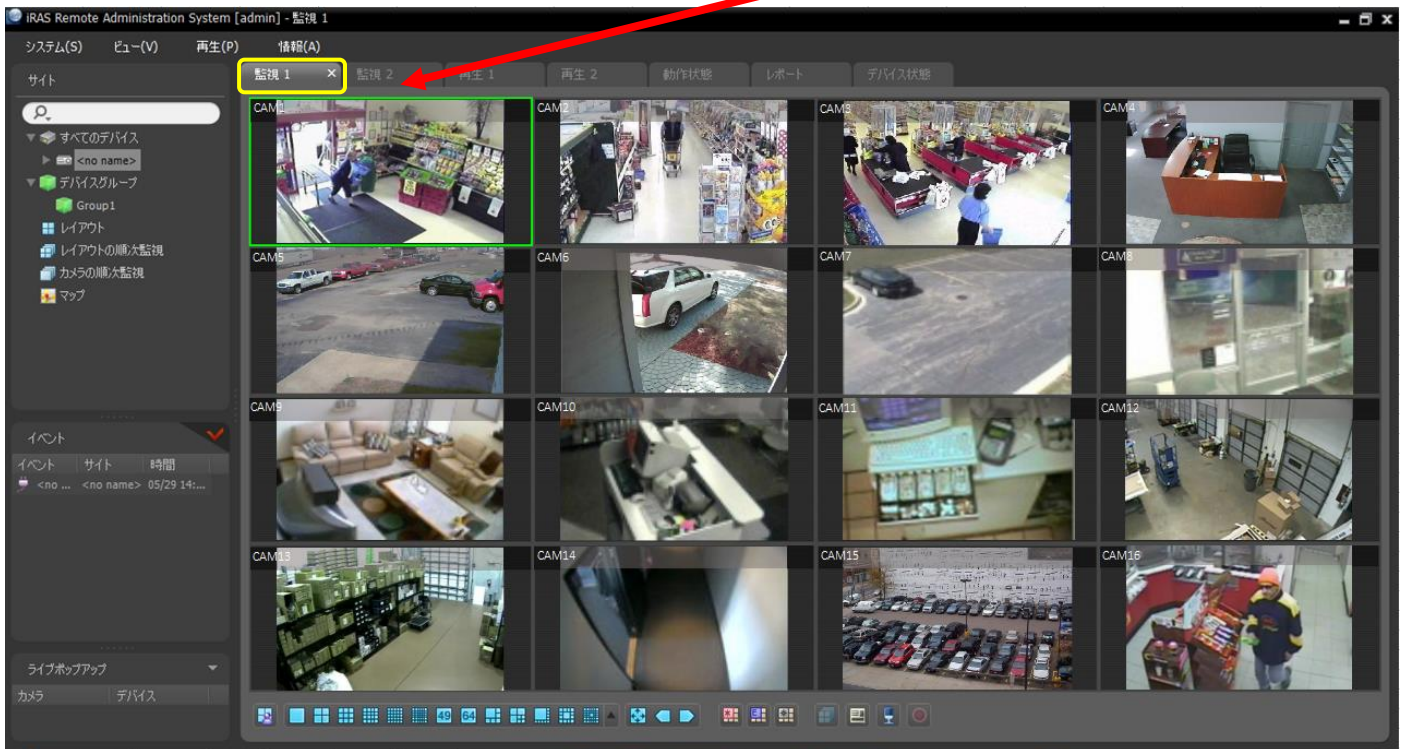 iRAS Remote Administration System [admin] - 監視 1
システム(S) ビュー(V) 再生(P) 情報(A)
監視 1 × 監視 2 再生 1 再生 2 動作状態 レポート デバイス状態
サイト
すべてのデバイス
<no name>
デバイスグループ
Group1
レイアウト
レイアウトの順次監視
カメラの順次監視
マップ
イベント
イベント サイト 時間
<no ... <no name> 05/29 14:...
ライブポップアップ
カメラ デバイス
CAM1 CAM2 CAM3 CAM4
CAM5 CAM6 CAM7 CAM8
CAM9 CAM10 CAM11 CAM12
CAM13 CAM14 CAM15 CAM16
49 64